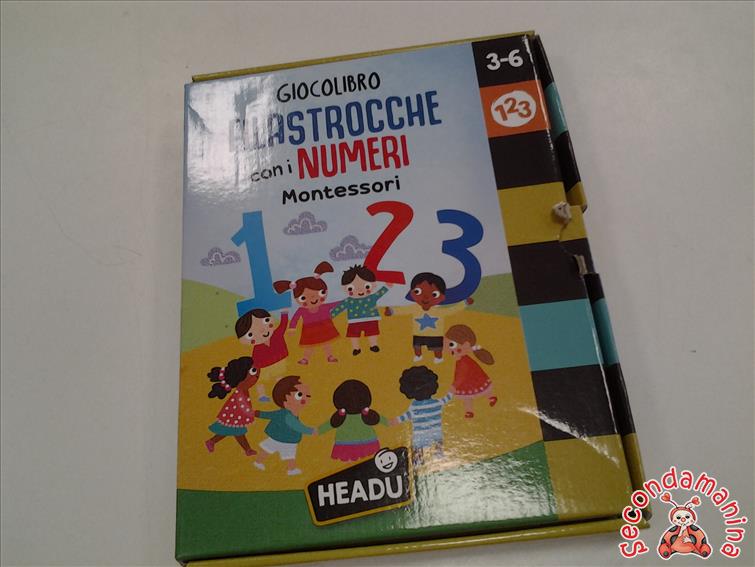 GIOCOLIBRO
FILASTROCCHE
con i NUMERI
Montessori
3-6
123
1 2 3
HEADU
Secondamanina